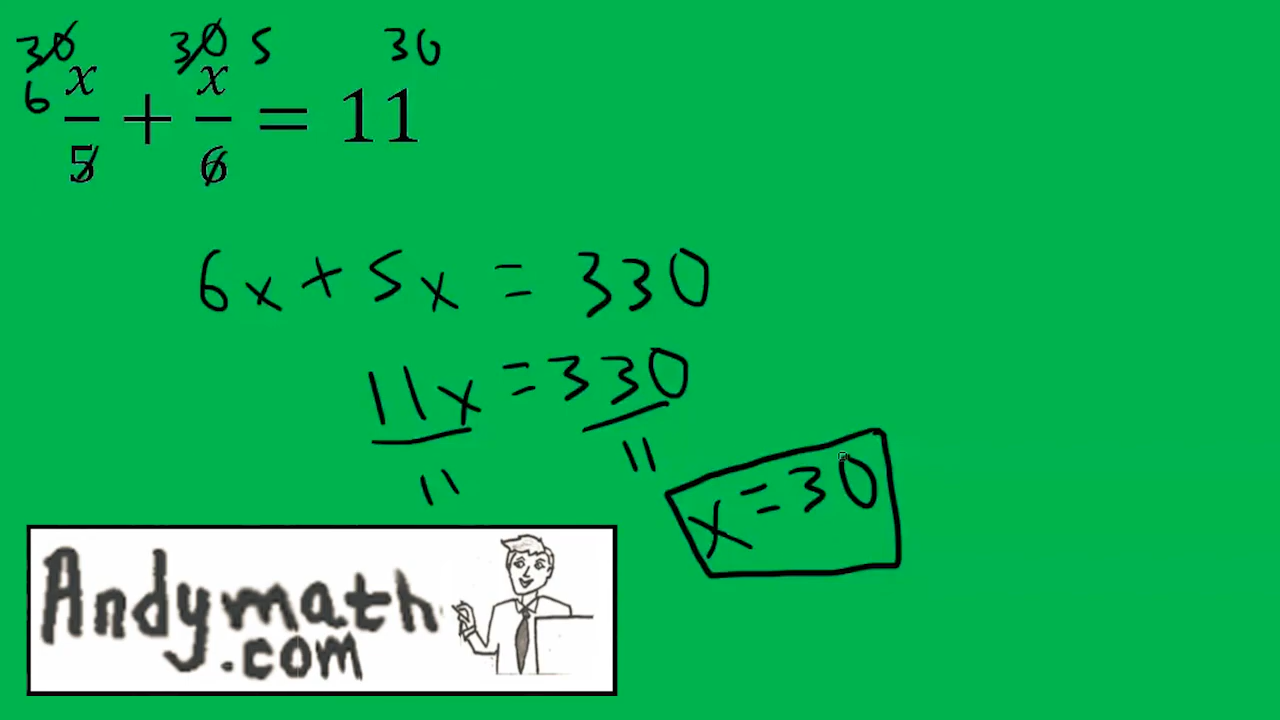 30 30 5 30
6 x/5 + x/6 = 11
6x + 5x = 330
11x = 330
11 11
x = 30
Andymath
.com